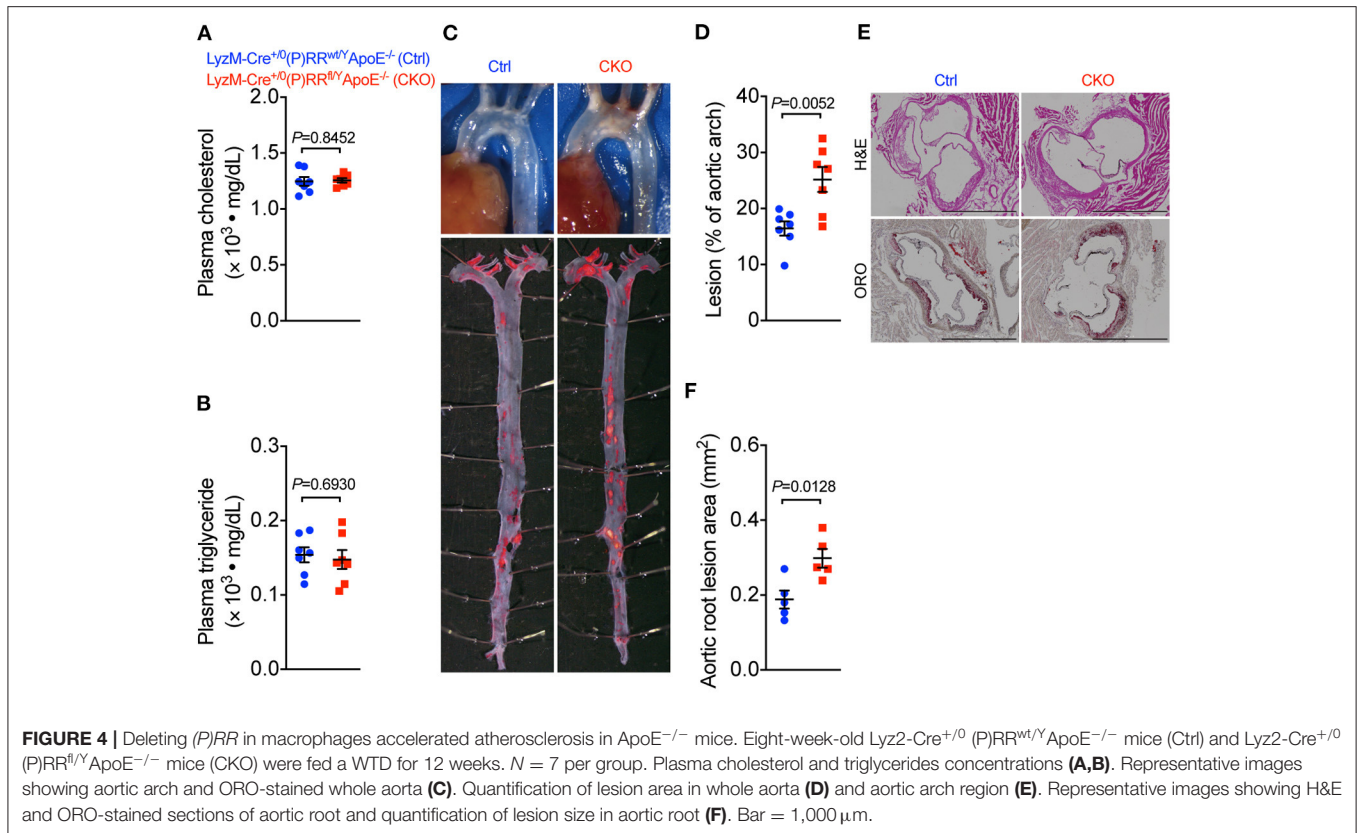 A
LyzM-Cre⁺/⁰(P)RRʷᵗ/ʸApoE⁻/⁻ (Ctrl)
LyzM-Cre⁺/⁰(P)RRᶠˡ/ʸApoE⁻/⁻ (CKO)
Plasma cholesterol
(× 10³ • mg/dL)
2.0
1.5
1.0
0.5
0.0
P=0.8452
B
Plasma triglyceride
(× 10³ • mg/dL)
0.3
0.2
0.1
0.0
P=0.6930
C
Ctrl CKO
D
Lesion (% of aortic arch)
40
30
20
10
0
P=0.0052
E
Ctrl CKO
H&E
ORO
F
Aortic root lesion area (mm²)
0.6
0.4
0.2
0.0
P=0.0128
FIGURE 4 | Deleting (P)RR in macrophages accelerated atherosclerosis in ApoE⁻/⁻ mice. Eight-week-old Lyz2-Cre⁺/⁰ (P)RRʷᵗ/ʸApoE⁻/⁻ mice (Ctrl) and Lyz2-Cre⁺/⁰
(P)RRᶠˡ/ʸApoE⁻/⁻ mice (CKO) were fed a WTD for 12 weeks. N = 7 per group. Plasma cholesterol and triglycerides concentrations (A,B). Representative images
showing aortic arch and ORO-stained whole aorta (C). Quantification of lesion area in whole aorta (D) and aortic arch region (E). Representative images showing H&E
and ORO-stained sections of aortic root and quantification of lesion size in aortic root (F). Bar = 1,000 μm.